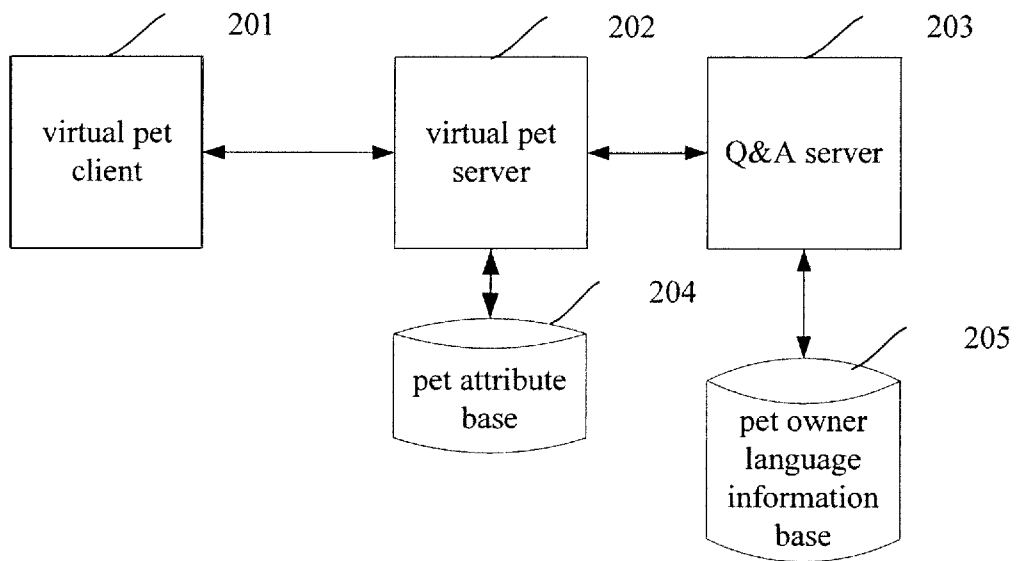 201
202
203
virtual pet
client
virtual pet
server
Q&A server
204
205
pet attribute
base
pet owner
language
information
base